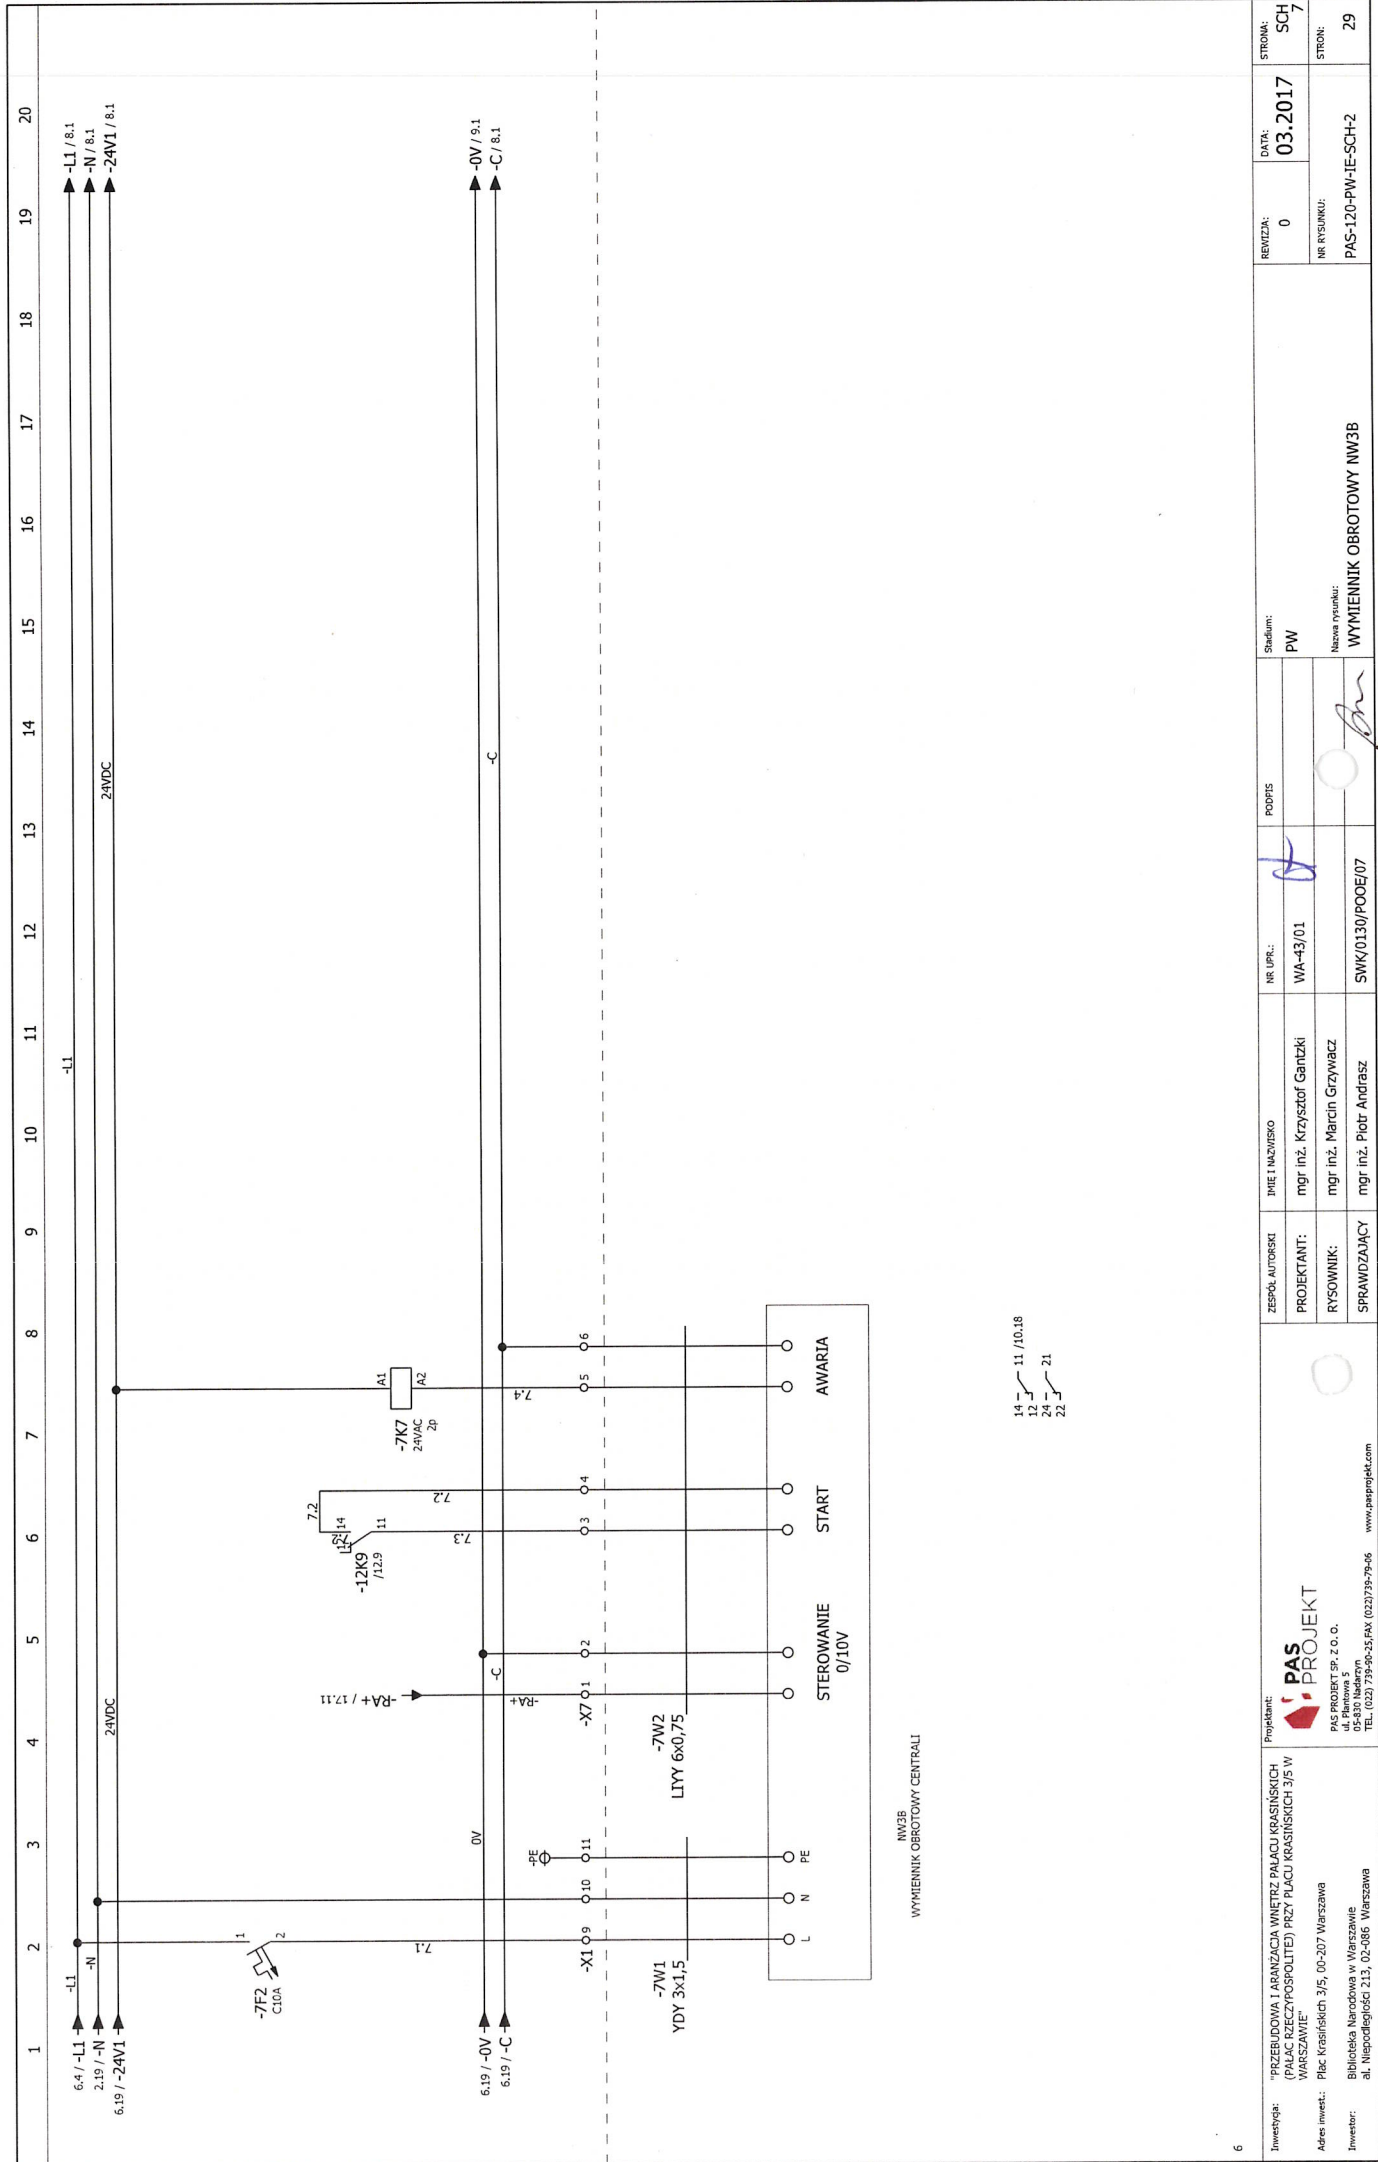 1 2 3 4 5 6 7 8 9 10 11 12 13 14 15 16 17 18 19 20
6.4 / -L1
2.19 / -N
6.19 / -24V1
-L1
-N
24VDC
-L1
24VDC
-L1 / 8.1
-N / 8.1
-24V1 / 8.1
-7F2
C10A
1
2
7.1
6.19 / -0V
6.19 / -C
0V
-C
-C
-0V / 9.1
-C / 8.1
-RA+ / 17.11
-RA+
-12K9
/12.9
12
14
11
7.2
7.2
7.2
7.3
-7K7
24VAC
2p
A1
A2
7.4
-PE
-X1
9
10
11
-X7
1
2
3
4
5
6
-7W1
YDY 3x1,5
-7W2
LIYY 6x0,75
L
N
PE
STEROWANIE
0/10V
START
AWARIA
NW3B
WYMIENNIK OBROTOWY CENTRALI
14
12
11 /10.18
24
22
21
6
Inwestycja:
"PRZEBUDOWA I ARANŻACJA WNĘTRZ PAŁACU KRASIŃSKICH
(PAŁAC RZECZYPOSPOLITEJ) PRZY PLACU KRASIŃSKICH 3/5 W
WARSZAWIE"
Adres inwest.: Plac Krasińskich 3/5, 00-207 Warszawa
Inwestor:
Biblioteka Narodowa w Warszawie
al. Niepodległości 213, 02-086 Warszawa
Projektant:
PAS
PROJEKT
PAS PROJEKT SP. Z O. O.
ul. Plantowa 5
05-830 Nadarzyn
TEL. (022) 739-90-25,FAX (022)739-79-06 www.pasprojekt.com
ZESPÓŁ AUTORSKI
IMIĘ I NAZWISKO
NR UPR.:
PODPIS
PROJEKTANT:
mgr inż. Krzysztof Gantzki
WA-43/01
RYSOWNIK:
mgr inż. Marcin Grzywacz
SPRAWDZAJĄCY
mgr inż. Piotr Andrasz
SWK/0130/POOE/07
Stadium:
PW
Nazwa rysunku:
WYMIENNIK OBROTOWY NW3B
REWIZJA:
0
DATA:
03.2017
STRONA:
SCH
7
NR RYSUNKU:
PAS-120-PW-IE-SCH-2
STRON:
29